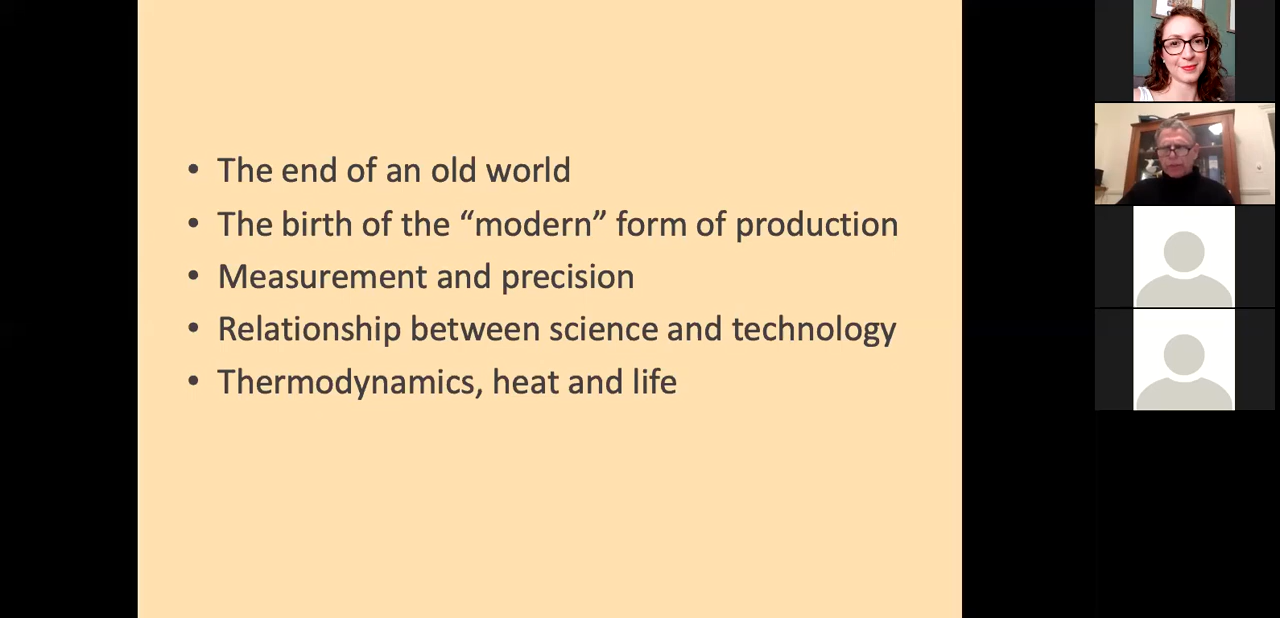 • The end of an old world
• The birth of the “modern” form of production
• Measurement and precision
• Relationship between science and technology
• Thermodynamics, heat and life